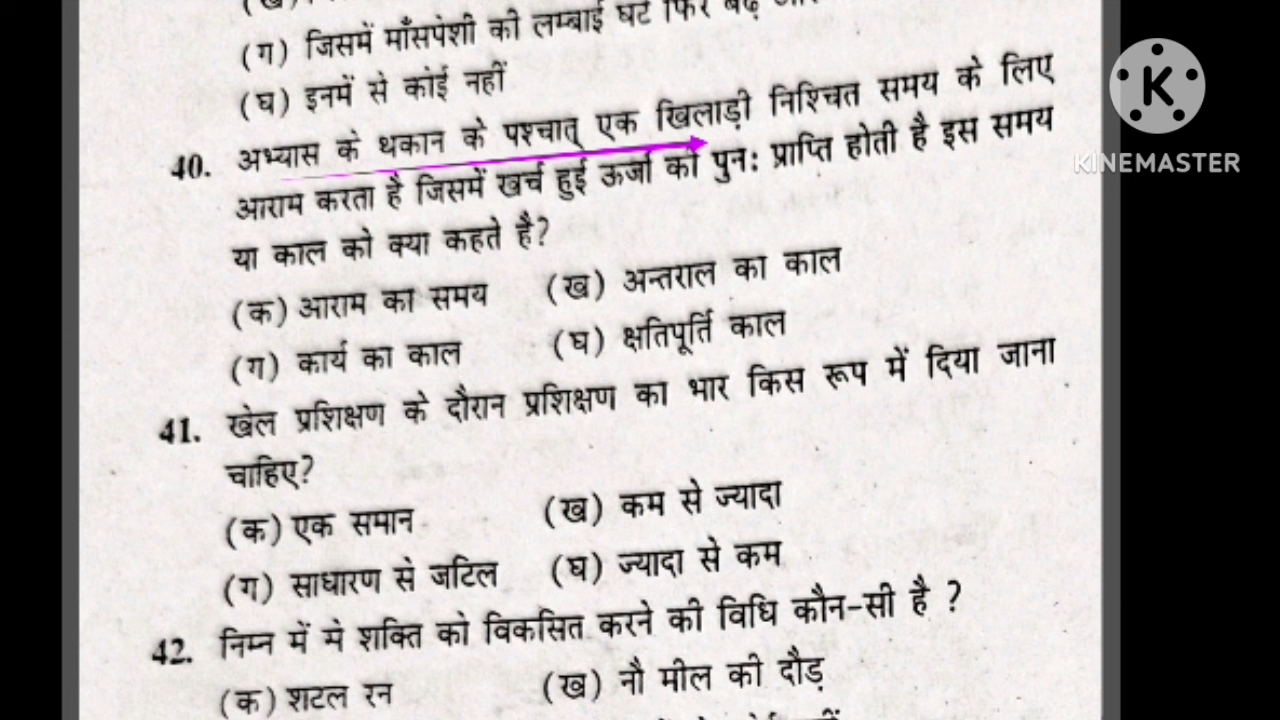 (ग) जिसमें माँसपेशी की लम्बाई घटे फिर बढ़े
(घ) इनमें से कोई नहीं
40. अभ्यास के थकान के पश्चात् एक खिलाड़ी निश्चित समय के लिए
आराम करता है जिसमें खर्च हुई ऊर्जा की पुनः प्राप्ति होती है इस समय
या काल को क्या कहते है?
(क) आराम का समय (ख) अन्तराल का काल
(ग) कार्य का काल (घ) क्षतिपूर्ति काल
41. खेल प्रशिक्षण के दौरान प्रशिक्षण का भार किस रूप में दिया जाना
चाहिए?
(क) एक समान (ख) कम से ज्यादा
(ग) साधारण से जटिल (घ) ज्यादा से कम
42. निम्न में मे शक्ति को विकसित करने की विधि कौन-सी है ?
(क) शटल रन (ख) नौ मील की दौड़
K
KINEMASTER